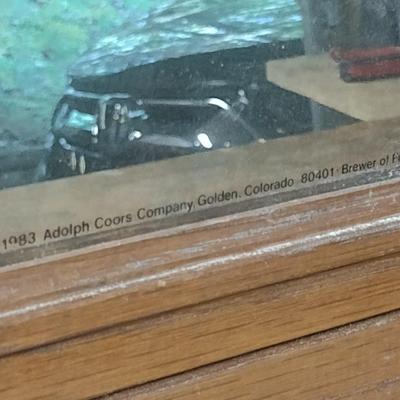 1983 Adolph Coors Company, Golden, Colorado 80401 · Brewer of